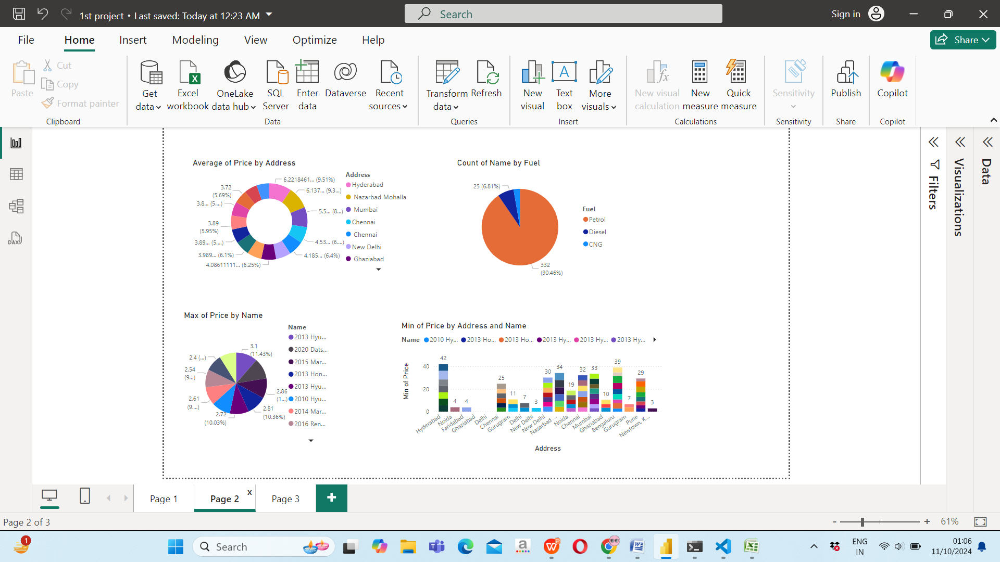 1st project • Last saved: Today at 12:23 AM
Search
Sign in
File Home Insert Modeling View Optimize Help
Share
Paste
Cut
Copy
Format painter
Clipboard
Get data
Excel workbook
OneLake data hub
SQL Server
Enter data
Dataverse
Recent sources
Data
Transform data
Refresh
Queries
New visual
Text box
More visuals
Insert
New visual calculation
New measure
Quick measure
Calculations
Sensitivity
Sensitivity
Publish
Share
Copilot
Copilot
DAX
Filters
Visualizations
Data
Average of Price by Address
6.2218461... (9.51%)
6.137... (9.3...)
5.5... (8...)
4.53... (6....)
4.185... (6.4%)
4.08611111... (6.25%)
3.989... (6.1%)
3.89... (5....)
3.89
(5.95%)
3.8... (5....)
3.72
(5.69%)
Address
Hyderabad
Nazarbad Mohalla
Mumbai
Chennai
Chennai
New Delhi
Ghaziabad
Count of Name by Fuel
25 (6.81%)
332
(90.46%)
Fuel
Petrol
Diesel
CNG
Max of Price by Name
3.1
(11.43%)
2.86
(1...)
2.81
(10.36%)
2.72
(10.03%)
2.61
(9....)
2.54
(9...)
2.4 (...)
Name
2013 Hyu...
2020 Dats...
2015 Mar...
2013 Hon...
2013 Hyu...
2010 Hyu...
2014 Mar...
2016 Ren...
Min of Price by Address and Name
Name 2010 Hy... 2013 Ho... 2013 Ho... 2013 Hy... 2013 Hy... 2013 Hy...
Min of Price
40
20
0
42 4 4 25 11 7 3 30 34 19 32 33 10 39 7 29 3
Hyderabad Noida Faridabad Ghaziabad Delhi Chennai Gurugram Delhi New Delhi New Delhi Nazarbad ... Noida Chennai Mumbai Ghaziabad Bengaluru Gurugram Pune Newtown, K...
Address
Page 1
Page 2 x
Page 3
+
Page 2 of 3
- + 61%
1
Search
ENG
IN
01:06
11/10/2024